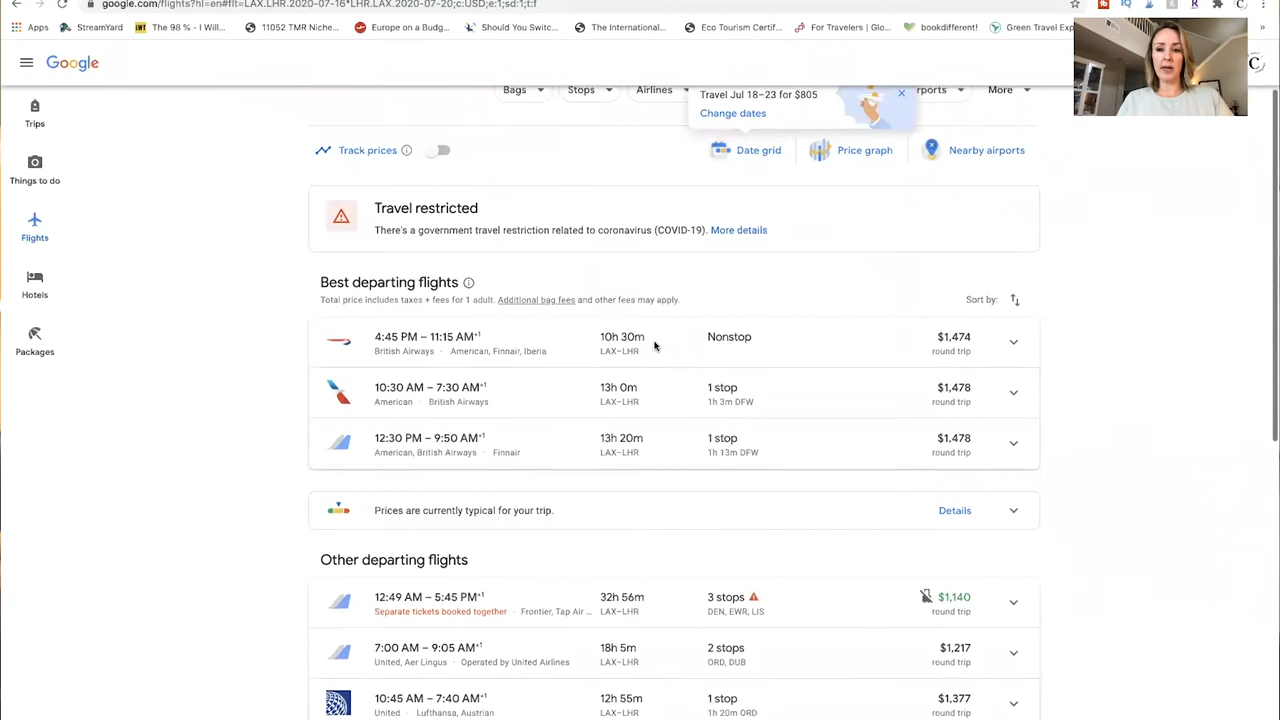 google.com/flights?hl=en#flt=LAX.LHR.2020-07-16*LHR.LAX.2020-07-20;c:USD;e:1;sd:1;t:f
Apps StreamYard The 98 % – I Will... 11052 TMR Niche... Europe on a Budg... Should You Switc... The International... Eco Tourism Certif... For Travelers | Glo... bookdifferent! Green Travel Exp »
Google
Bags Stops Airlines rports More
Travel Jul 18–23 for $805
Change dates
Trips
Things to do
Flights
Hotels
Packages
Track prices Date grid Price graph Nearby airports
Travel restricted
There's a government travel restriction related to coronavirus (COVID-19). More details
Best departing flights
Total price includes taxes + fees for 1 adult. Additional bag fees and other fees may apply.
Sort by:
4:45 PM – 11:15 AM+1 10h 30m Nonstop $1,474
British Airways · American, Finnair, Iberia LAX–LHR round trip
10:30 AM – 7:30 AM+1 13h 0m 1 stop $1,478
American · British Airways LAX–LHR 1h 3m DFW round trip
12:30 PM – 9:50 AM+1 13h 20m 1 stop $1,478
American, British Airways · Finnair LAX–LHR 1h 13m DFW round trip
Prices are currently typical for your trip. Details
Other departing flights
12:49 AM – 5:45 PM+1 32h 56m 3 stops $1,140
Separate tickets booked together · Frontier, Tap Air ... LAX–LHR DEN, EWR, LIS round trip
7:00 AM – 9:05 AM+1 18h 5m 2 stops $1,217
United, Aer Lingus · Operated by United Airlines LAX–LHR ORD, DUB round trip
10:45 AM – 7:40 AM+1 12h 55m 1 stop $1,377
United · Lufthansa, Austrian LAX–LHR 1h 20m ORD round trip